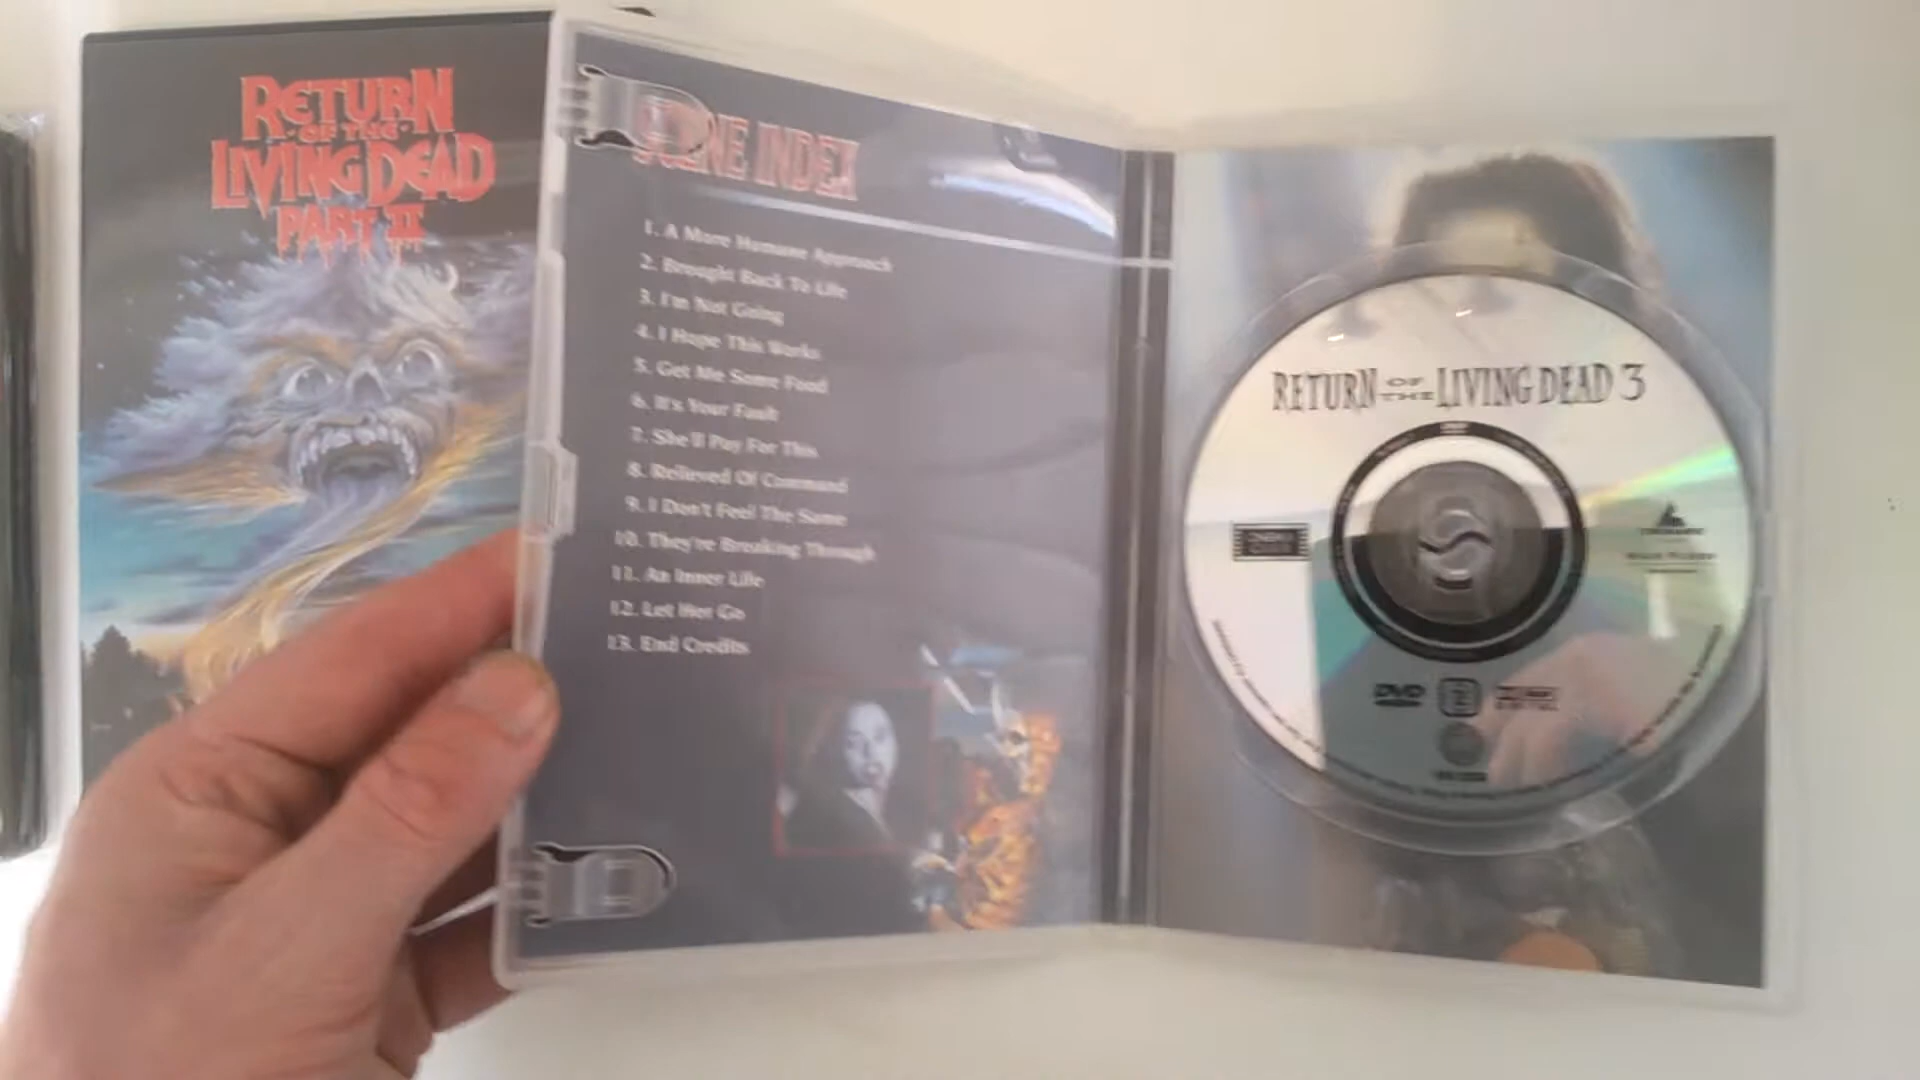 RETURN
OF THE
LIVING DEAD
PART II
SCENE INDEX
1. A More Humane Approach
2. Brought Back To Life
3. I'm Not Going
4. I Hope This Works
5. Get Me Some Food
6. It's Your Fault
7. She'll Pay For This
8. Relieved Of Command
9. I Don't Feel The Same
10. They're Breaking Through
11. An Inner Life
12. Let Her Go
13. End Credits
RETURN OF THE LIVING DEAD 3
DVD